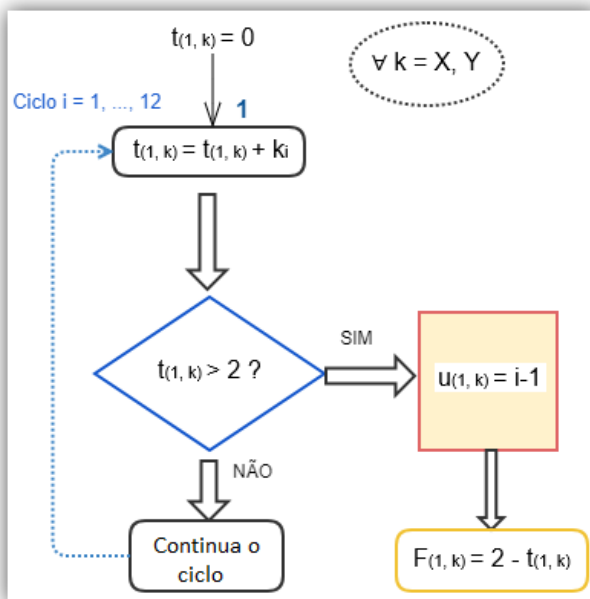 t(1, k) = 0
∀ k = X, Y
Ciclo i = 1, ..., 12
1
t(1, k) = t(1, k) + ki
t(1, k) > 2 ?
SIM
u(1, k) = i-1
NÃO
Continua o
ciclo
F(1, k) = 2 - t(1, k)